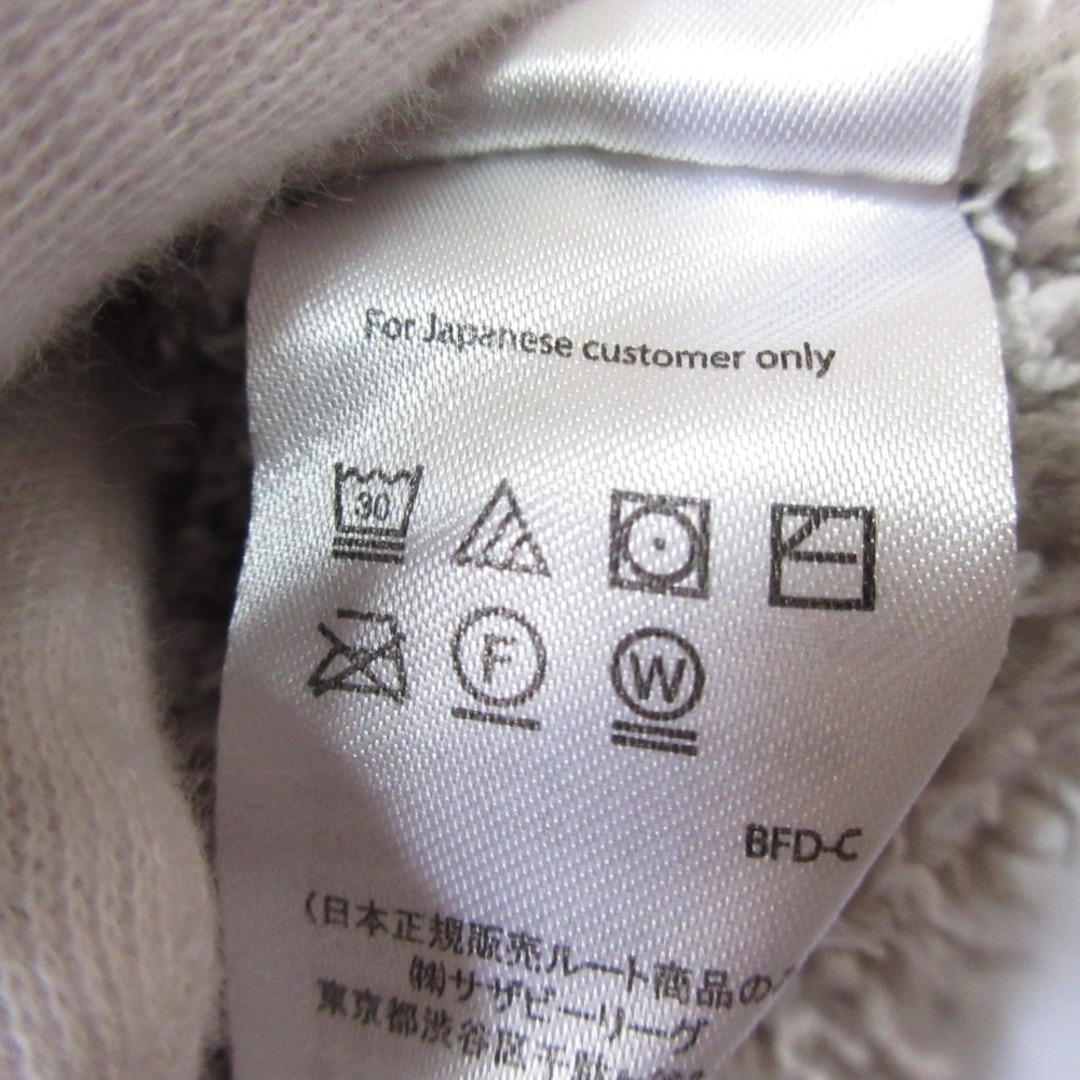 For Japanese customer only
30
F W
BFD-C
(日本正規販売ルート商品の
㈱サザビーリーグ
東京都渋谷区千駄